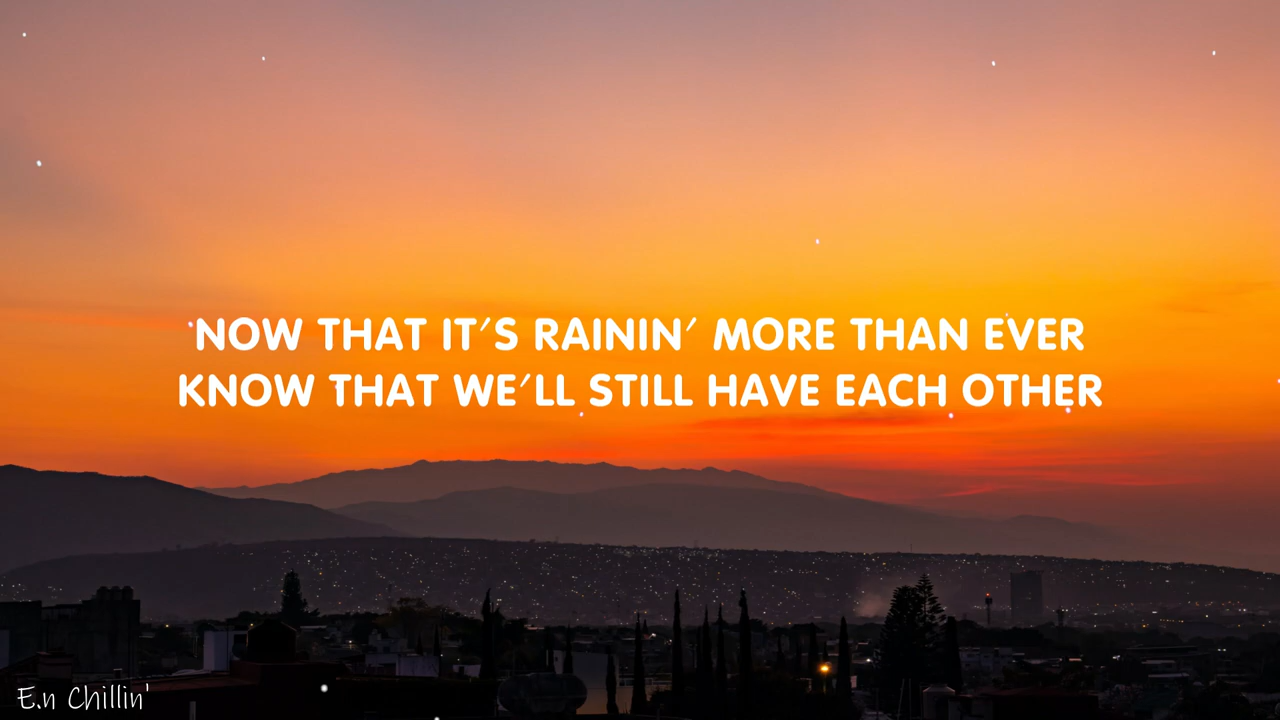 NOW THAT IT'S RAININ' MORE THAN EVER
KNOW THAT WE'LL STILL HAVE EACH OTHER
E.n Chillin'